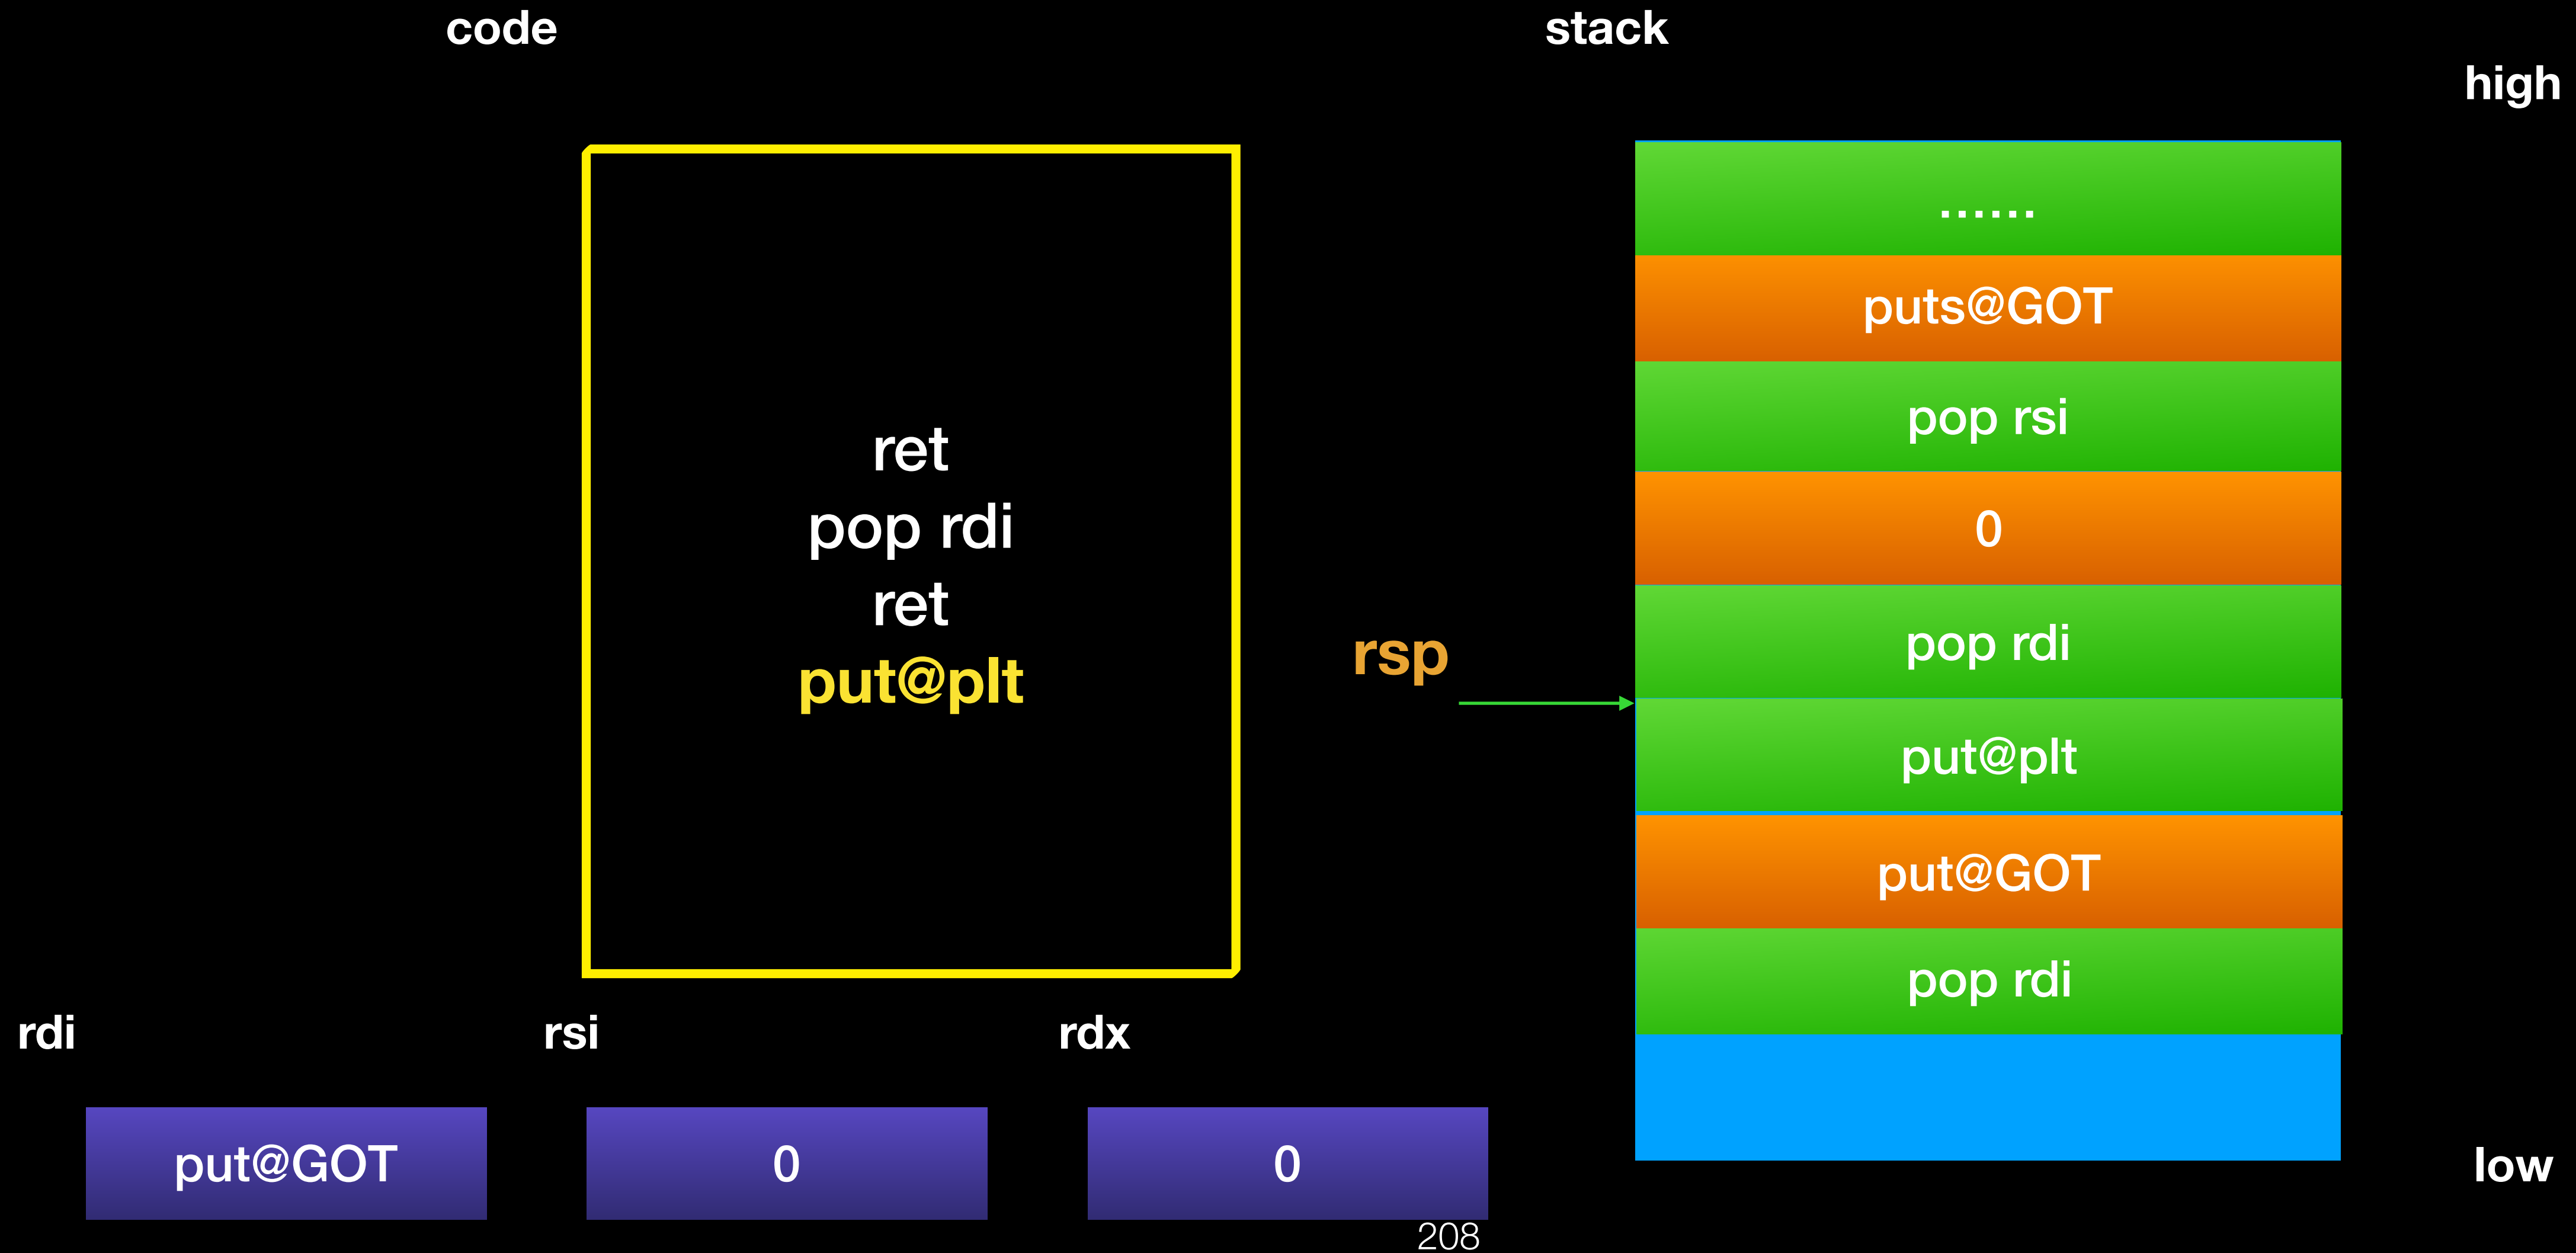 code
stack
high
ret
pop rdi
ret
put@plt
rsp
......
puts@GOT
pop rsi
0
pop rdi
put@plt
put@GOT
pop rdi
rdi
rsi
rdx
put@GOT
0
0
low
208